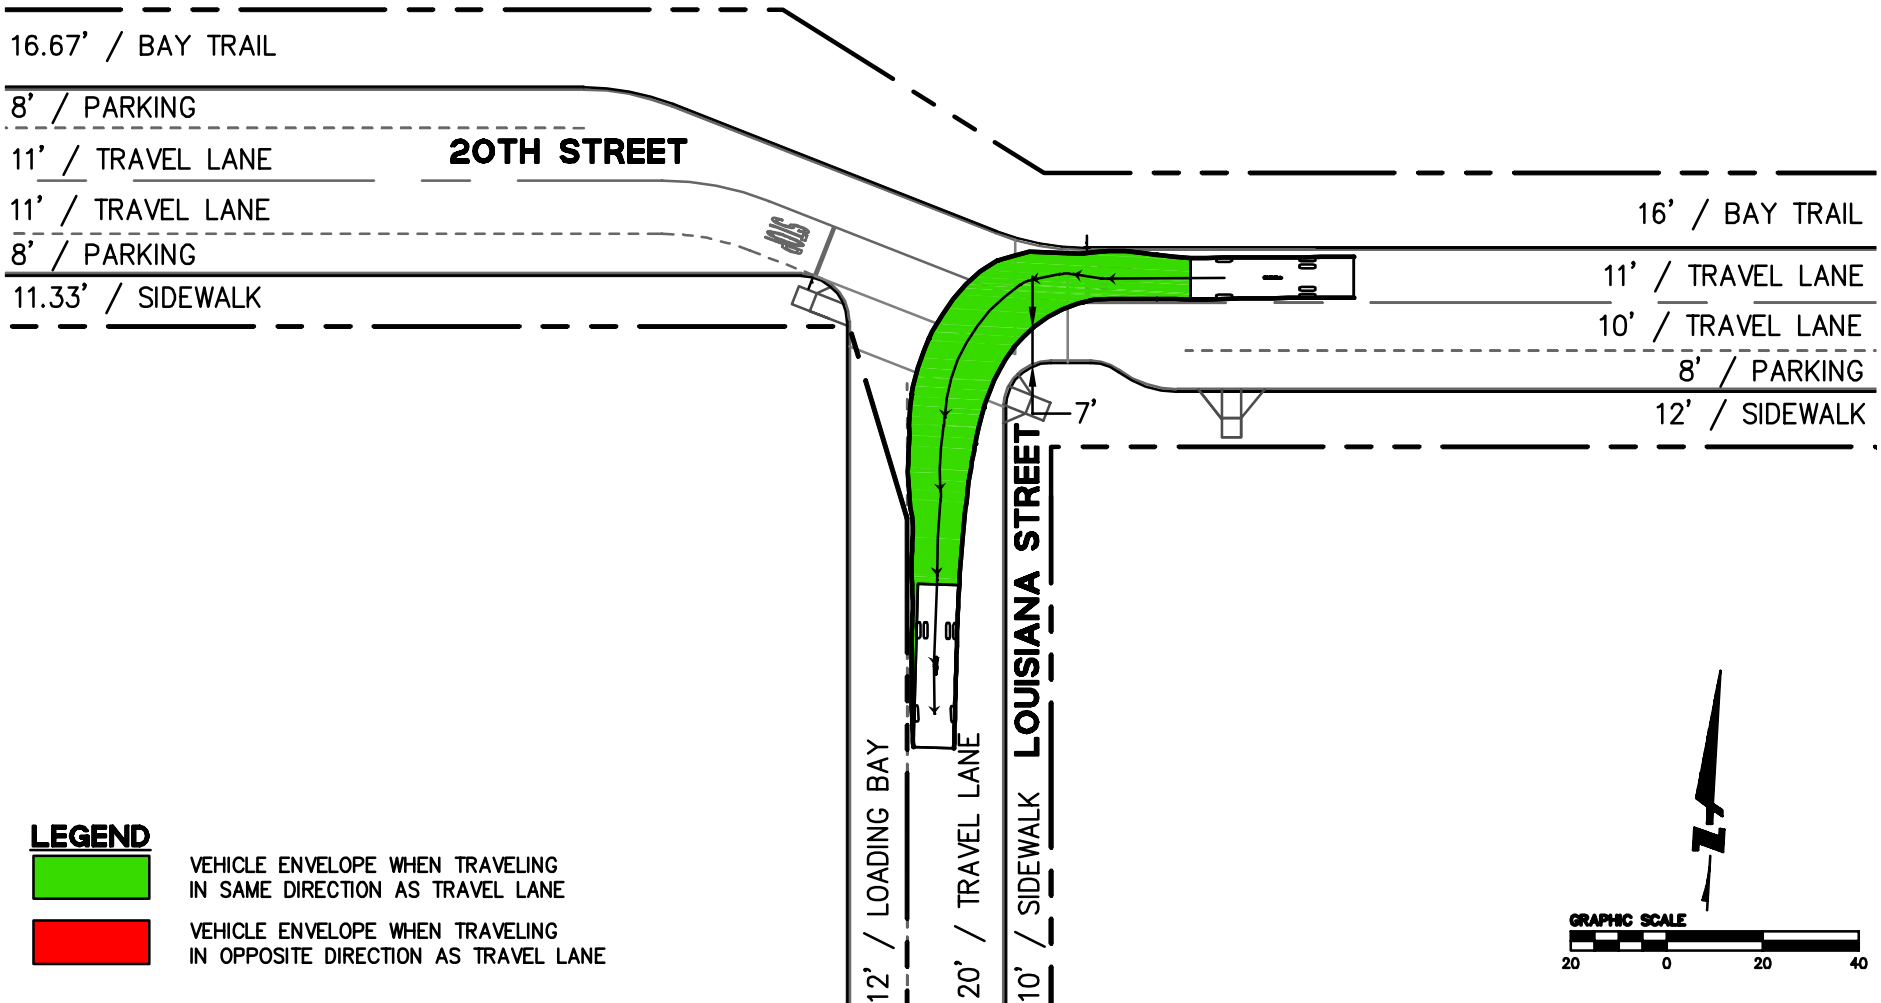 16.67' / BAY TRAIL
8' / PARKING
20TH STREET
11' / TRAVEL LANE
11' / TRAVEL LANE
8' / PARKING
11.33' / SIDEWALK
STOP
16' / BAY TRAIL
11' / TRAVEL LANE
10' / TRAVEL LANE
8' / PARKING
12' / SIDEWALK
7'
LOUISIANA STREET
12' / LOADING BAY
20' / TRAVEL LANE
10' / SIDEWALK
LEGEND
VEHICLE ENVELOPE WHEN TRAVELING
IN SAME DIRECTION AS TRAVEL LANE
VEHICLE ENVELOPE WHEN TRAVELING
IN OPPOSITE DIRECTION AS TRAVEL LANE
Z
GRAPHIC SCALE
20 0 20 40